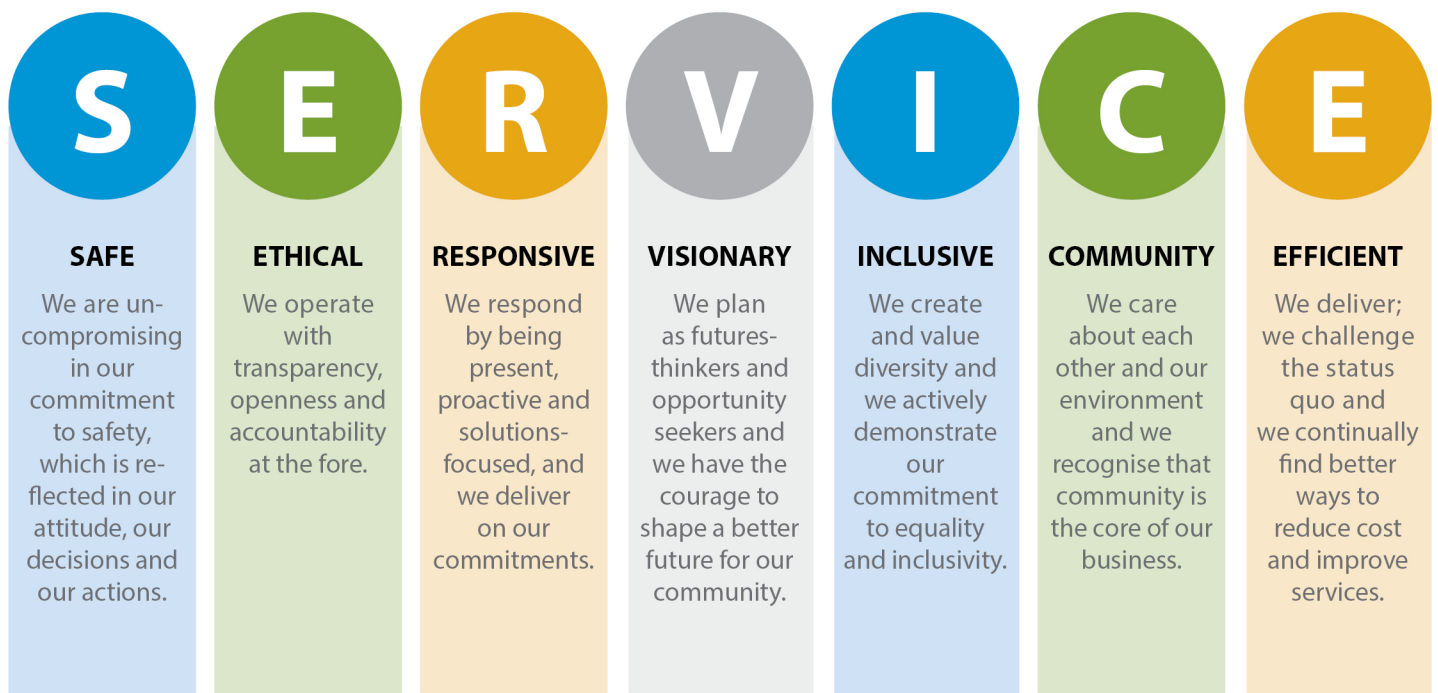 S
E
R
V
I
C
E
SAFE
We are un-
compromising
in our
commitment
to safety,
which is re-
flected in our
attitude, our
decisions and
our actions.
ETHICAL
We operate
with
transparency,
openness and
accountability
at the fore.
RESPONSIVE
We respond
by being
present,
proactive and
solutions-
focused, and
we deliver
on our
commitments.
VISIONARY
We plan
as futures-
thinkers and
opportunity
seekers and
we have the
courage to
shape a better
future for our
community.
INCLUSIVE
We create
and value
diversity and
we actively
demonstrate
our
commitment
to equality
and inclusivity.
COMMUNITY
We care
about each
other and our
environment
and we
recognise that
community is
the core of our
business.
EFFICIENT
We deliver;
we challenge
the status
quo and
we continually
find better
ways to
reduce cost
and improve
services.